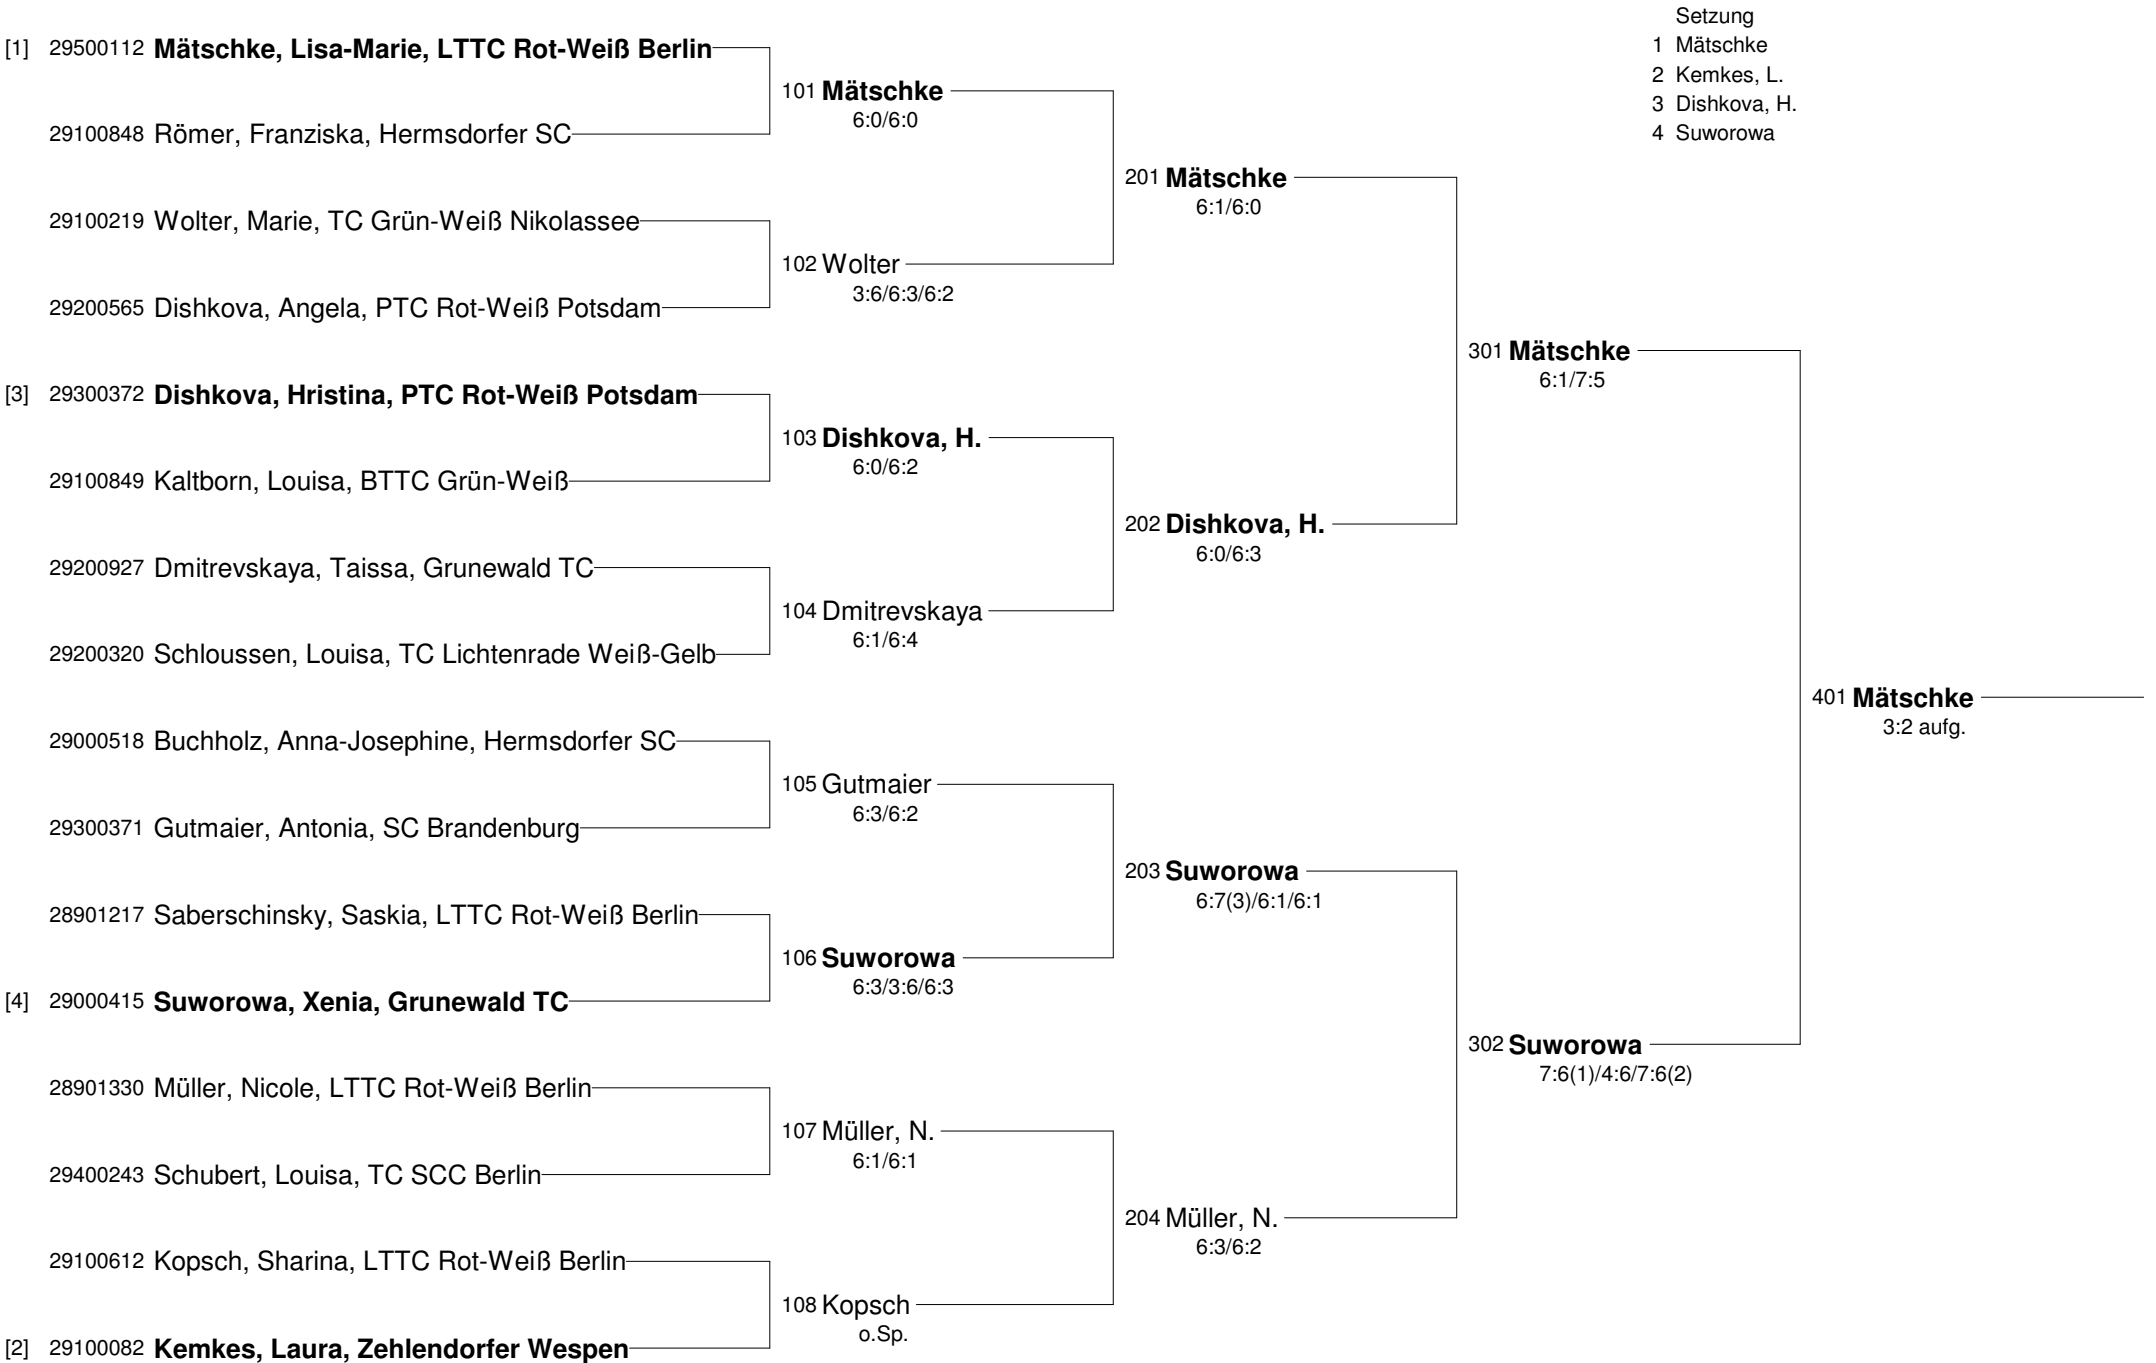 Setzung
1 Mätschke
2 Kemkes, L.
3 Dishkova, H.
4 Suworowa
[1] 29500112 Mätschke, Lisa-Marie, LTTC Rot-Weiß Berlin
29100848 Römer, Franziska, Hermsdorfer SC
29100219 Wolter, Marie, TC Grün-Weiß Nikolassee
29200565 Dishkova, Angela, PTC Rot-Weiß Potsdam
[3] 29300372 Dishkova, Hristina, PTC Rot-Weiß Potsdam
29100849 Kaltborn, Louisa, BTTC Grün-Weiß
29200927 Dmitrevskaya, Taissa, Grunewald TC
29200320 Schloussen, Louisa, TC Lichtenrade Weiß-Gelb
29000518 Buchholz, Anna-Josephine, Hermsdorfer SC
29300371 Gutmaier, Antonia, SC Brandenburg
28901217 Saberschinsky, Saskia, LTTC Rot-Weiß Berlin
[4] 29000415 Suworowa, Xenia, Grunewald TC
28901330 Müller, Nicole, LTTC Rot-Weiß Berlin
29400243 Schubert, Louisa, TC SCC Berlin
29100612 Kopsch, Sharina, LTTC Rot-Weiß Berlin
[2] 29100082 Kemkes, Laura, Zehlendorfer Wespen
101 Mätschke
6:0/6:0
102 Wolter
3:6/6:3/6:2
103 Dishkova, H.
6:0/6:2
104 Dmitrevskaya
6:1/6:4
105 Gutmaier
6:3/6:2
106 Suworowa
6:3/3:6/6:3
107 Müller, N.
6:1/6:1
108 Kopsch
o.Sp.
201 Mätschke
6:1/6:0
202 Dishkova, H.
6:0/6:3
203 Suworowa
6:7(3)/6:1/6:1
204 Müller, N.
6:3/6:2
301 Mätschke
6:1/7:5
302 Suworowa
7:6(1)/4:6/7:6(2)
401 Mätschke
3:2 aufg.